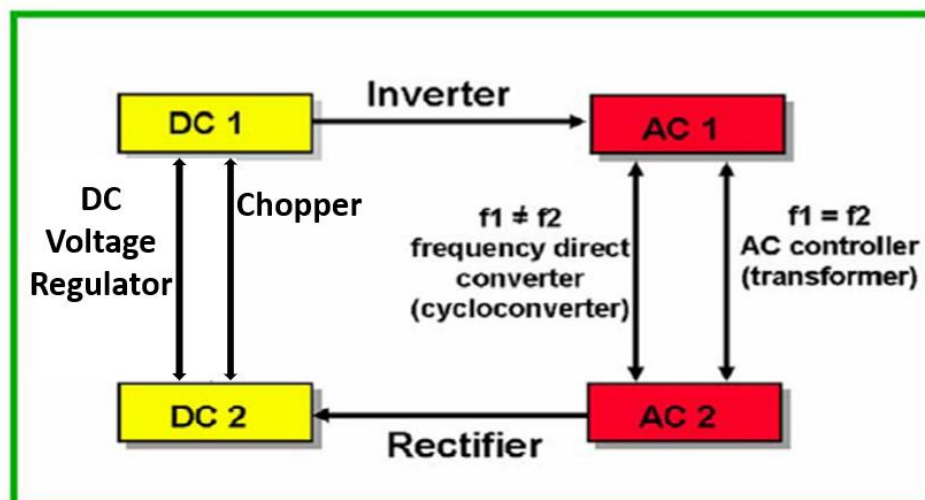 Inverter
DC 1
AC 1
DC
Voltage
Regulator
Chopper
f1 ≠ f2
frequency direct
converter
(cycloconverter)
f1 = f2
AC controller
(transformer)
DC 2
AC 2
Rectifier